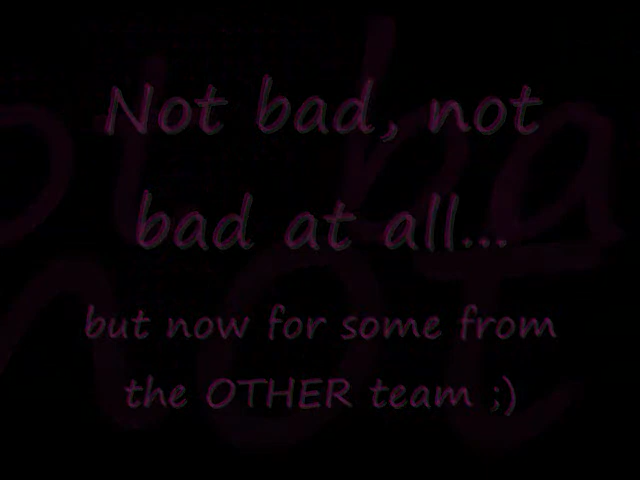 Not bad, not
bad at all...
but now for some from
the OTHER team ;)